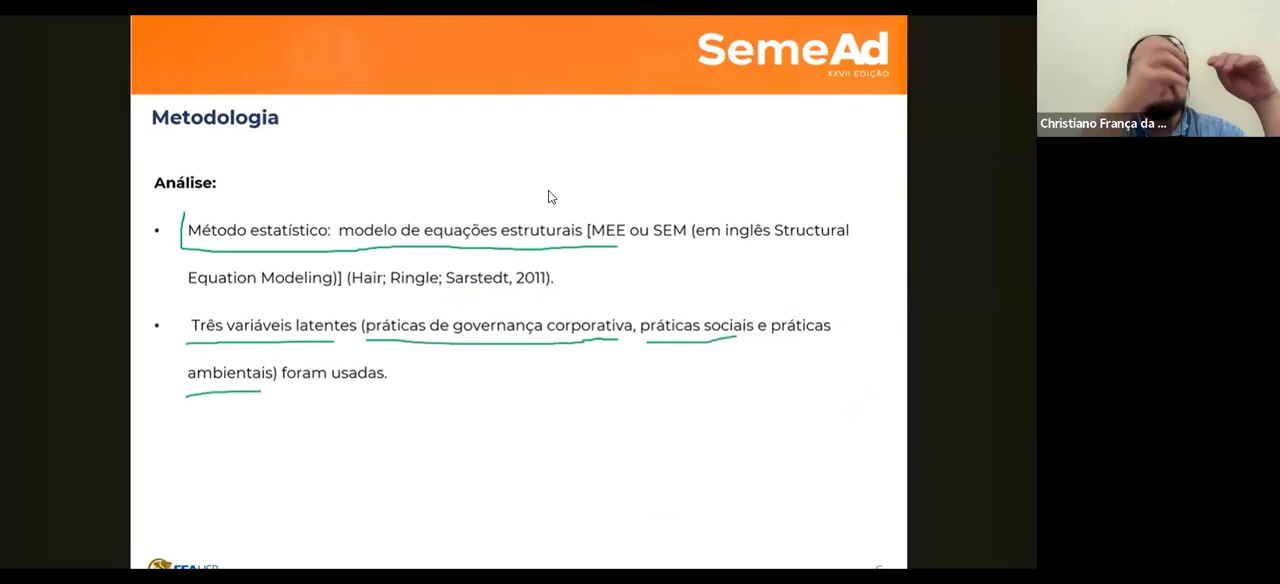 SemeAd
XXVII EDIÇÃO
Christiano França da ...
Metodologia
Análise:
• Método estatístico: modelo de equações estruturais [MEE ou SEM (em inglês Structural
Equation Modeling)] (Hair; Ringle; Sarstedt, 2011).
• Três variáveis latentes (práticas de governança corporativa, práticas sociais e práticas
ambientais) foram usadas.